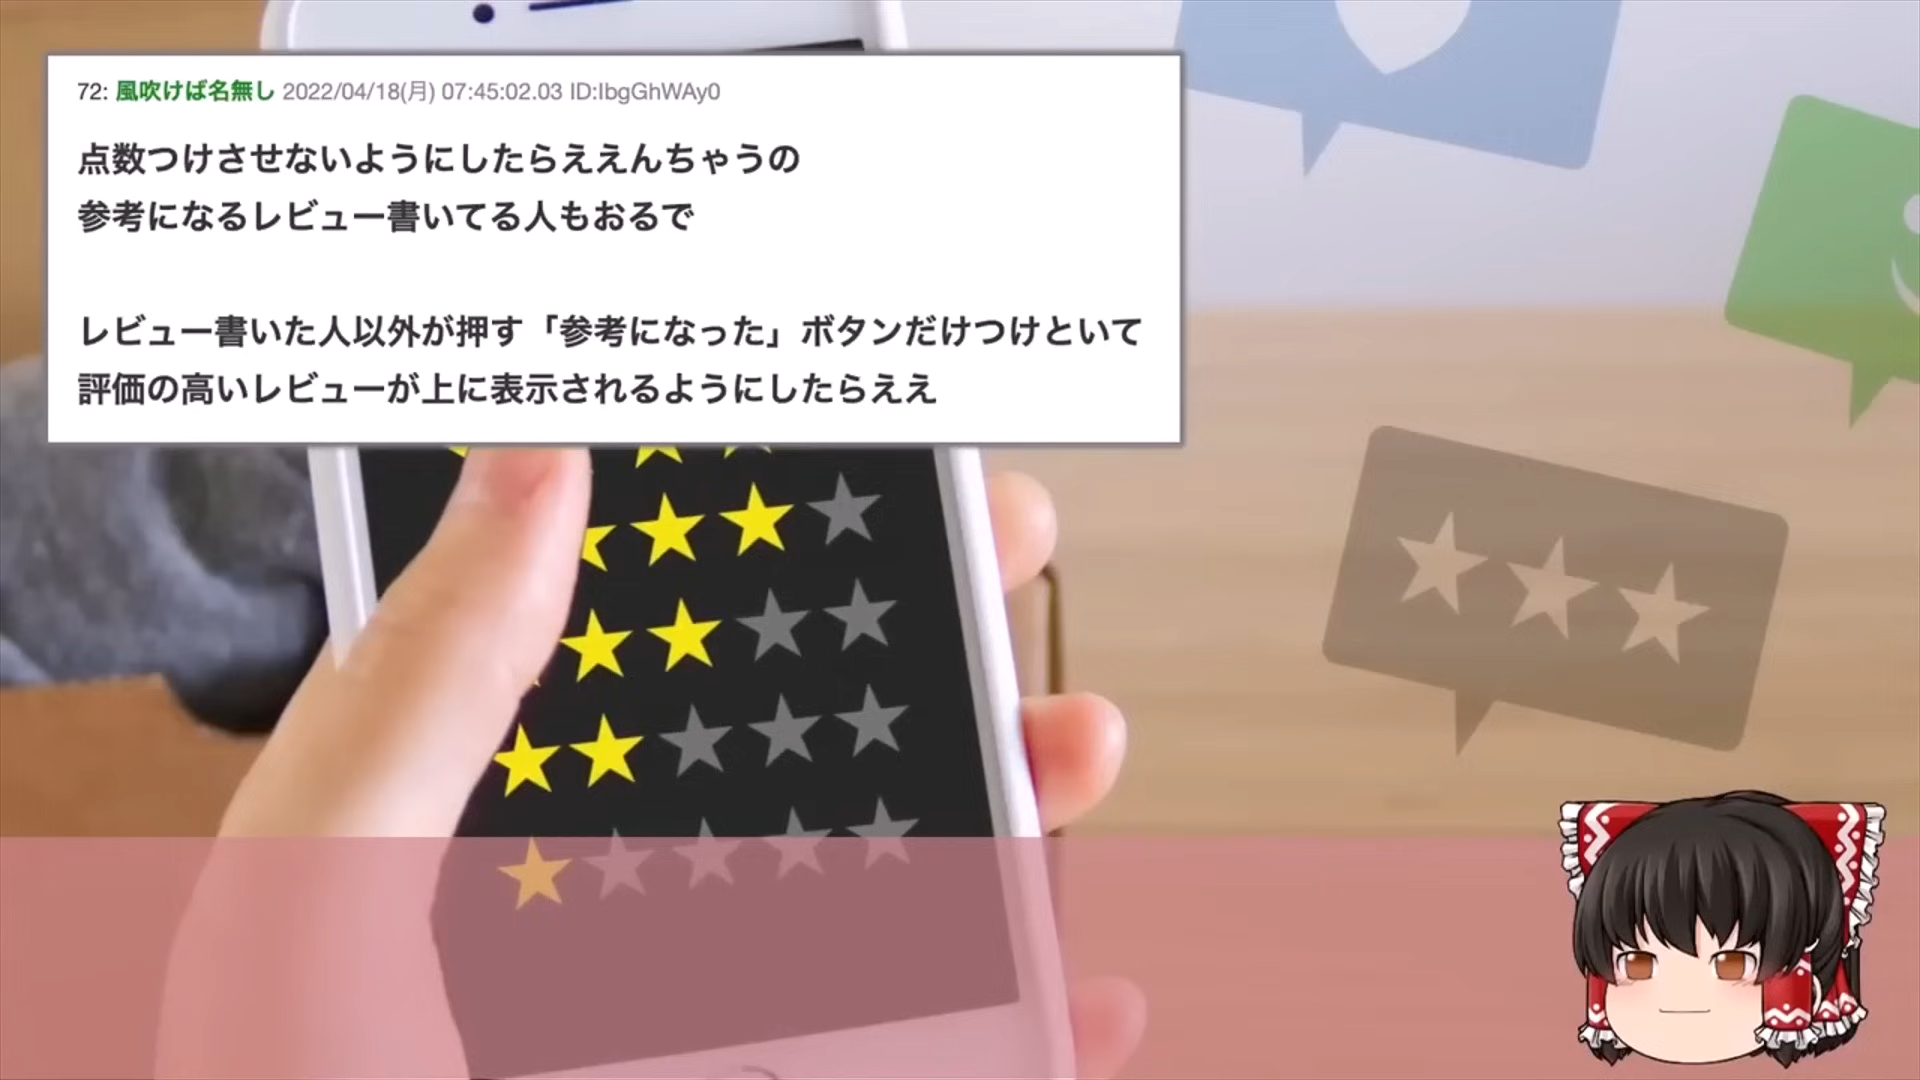 72: 風吹けば名無し 2022/04/18(月) 07:45:02.03 ID:IbgGhWAy0
点数つけさせないようにしたらええんちゃうの
参考になるレビュー書いてる人もおるで
レビュー書いた人以外が押す「参考になった」ボタンだけつけといて
評価の高いレビューが上に表示されるようにしたらええ